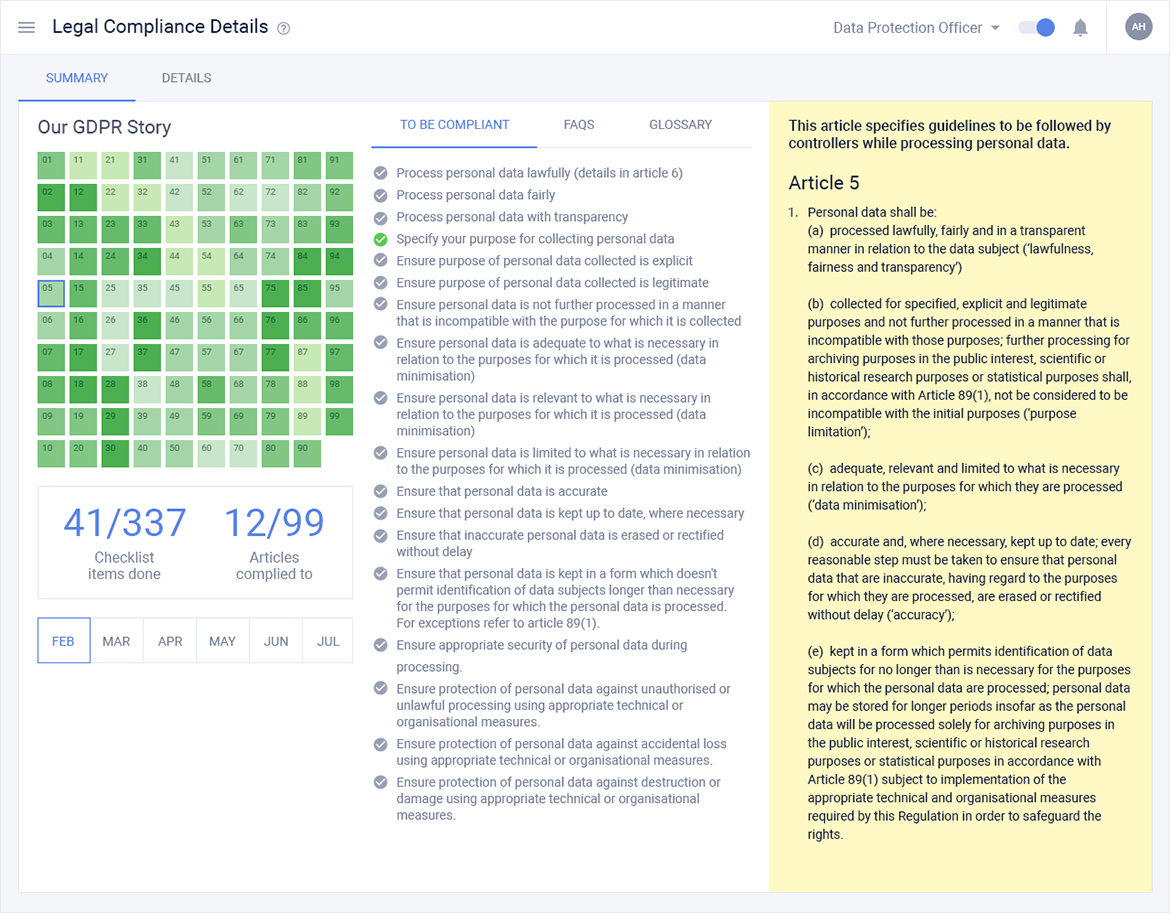 Legal Compliance Details ?
Data Protection Officer
AH
SUMMARY
DETAILS
Our GDPR Story
01 11 21 31 41 51 61 71 81 91
02 12 22 32 42 52 62 72 82 92
03 13 23 33 43 53 63 73 83 93
04 14 24 34 44 54 64 74 84 94
05 15 25 35 45 55 65 75 85 95
06 16 26 36 46 56 66 76 86 96
07 17 27 37 47 57 67 77 87 97
08 18 28 38 48 58 68 78 88 98
09 19 29 39 49 59 69 79 89 99
10 20 30 40 50 60 70 80 90
41/337
Checklist
items done
12/99
Articles
complied to
FEB MAR APR MAY JUN JUL
TO BE COMPLIANT
FAQS
GLOSSARY
Process personal data lawfully (details in article 6)
Process personal data fairly
Process personal data with transparency
Specify your purpose for collecting personal data
Ensure purpose of personal data collected is explicit
Ensure purpose of personal data collected is legitimate
Ensure personal data is not further processed in a manner
that is incompatible with the purpose for which it is collected
Ensure personal data is adequate to what is necessary in
relation to the purposes for which it is processed (data
minimisation)
Ensure personal data is relevant to what is necessary in
relation to the purposes for which it is processed (data
minimisation)
Ensure personal data is limited to what is necessary in relation
to the purposes for which it is processed (data minimisation)
Ensure that personal data is accurate
Ensure that personal data is kept up to date, where necessary
Ensure that inaccurate personal data is erased or rectified
without delay
Ensure that personal data is kept in a form which doesn't
permit identification of data subjects longer than necessary
for the purposes for which the personal data is processed.
For exceptions refer to article 89(1).
Ensure appropriate security of personal data during
processing.
Ensure protection of personal data against unauthorised or
unlawful processing using appropriate technical or
organisational measures.
Ensure protection of personal data against accidental loss
using appropriate technical or organisational measures.
Ensure protection of personal data against destruction or
damage using appropriate technical or organisational
measures.
This article specifies guidelines to be followed by
controllers while processing personal data.
Article 5
1. Personal data shall be:
(a) processed lawfully, fairly and in a transparent
manner in relation to the data subject (‘lawfulness,
fairness and transparency’)
(b) collected for specified, explicit and legitimate
purposes and not further processed in a manner that is
incompatible with those purposes; further processing for
archiving purposes in the public interest, scientific or
historical research purposes or statistical purposes shall,
in accordance with Article 89(1), not be considered to be
incompatible with the initial purposes (‘purpose
limitation’);
(c) adequate, relevant and limited to what is necessary
in relation to the purposes for which they are processed
(‘data minimisation’);
(d) accurate and, where necessary, kept up to date; every
reasonable step must be taken to ensure that personal
data that are inaccurate, having regard to the purposes
for which they are processed, are erased or rectified
without delay (‘accuracy’);
(e) kept in a form which permits identification of data
subjects for no longer than is necessary for the purposes
for which the personal data are processed; personal data
may be stored for longer periods insofar as the personal
data will be processed solely for archiving purposes in
the public interest, scientific or historical research
purposes or statistical purposes in accordance with
Article 89(1) subject to implementation of the
appropriate technical and organisational measures
required by this Regulation in order to safeguard the
rights.